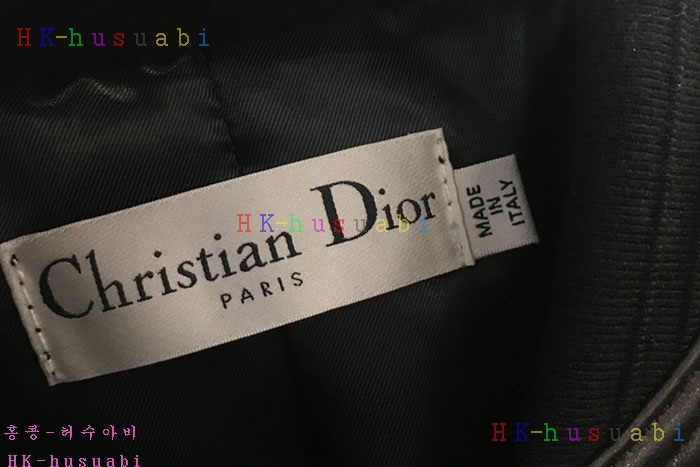 HK-husuabi
Christian Dior
PARIS
MADE
IN
ITALY
HK-husuabi
홍콩-허수아비
HK-husuabi
HK-husuabi